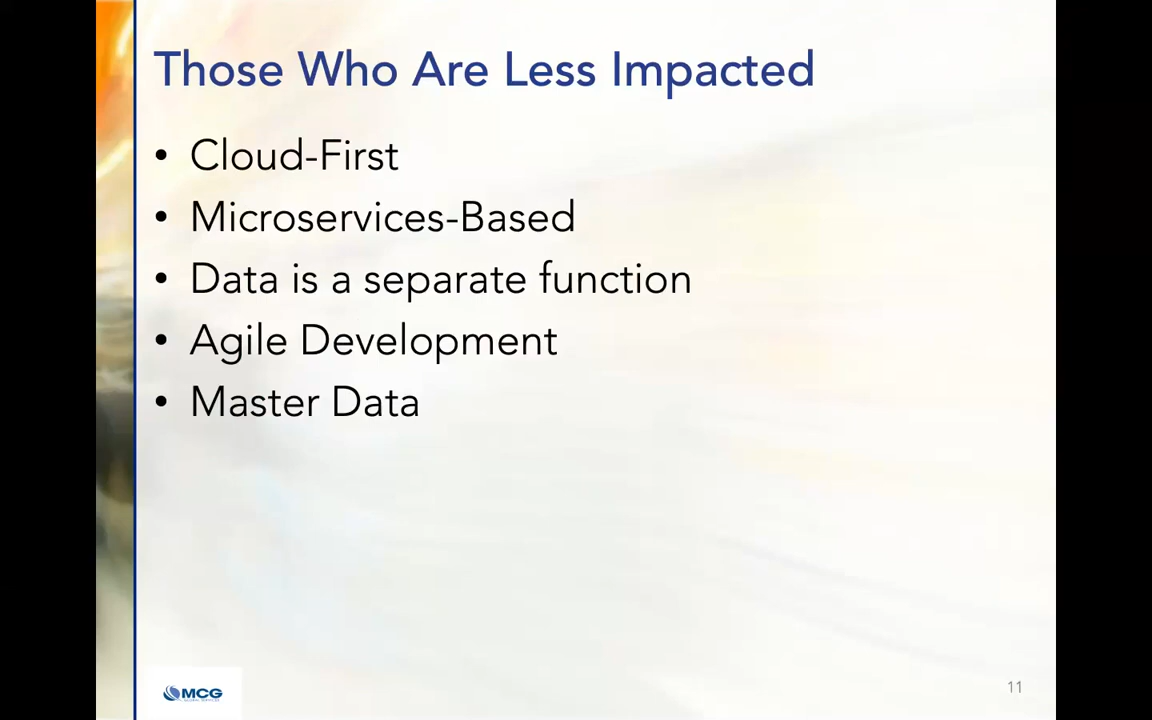 Those Who Are Less Impacted
• Cloud-First
• Microservices-Based
• Data is a separate function
• Agile Development
• Master Data
MCG
11